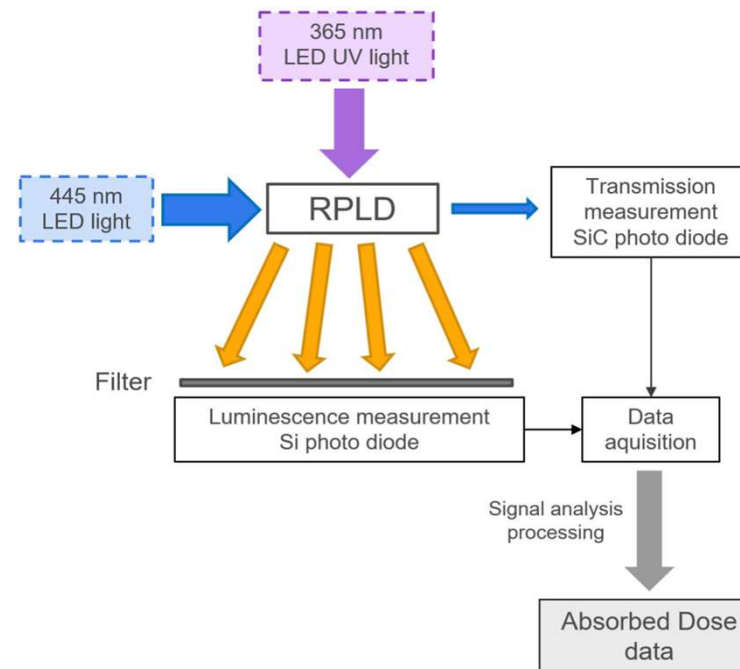 365 nm
LED UV light
445 nm
LED light
RPLD
Transmission
measurement
SiC photo diode
Filter
Luminescence measurement
Si photo diode
Data
aquisition
Signal analysis
processing
Absorbed Dose
data